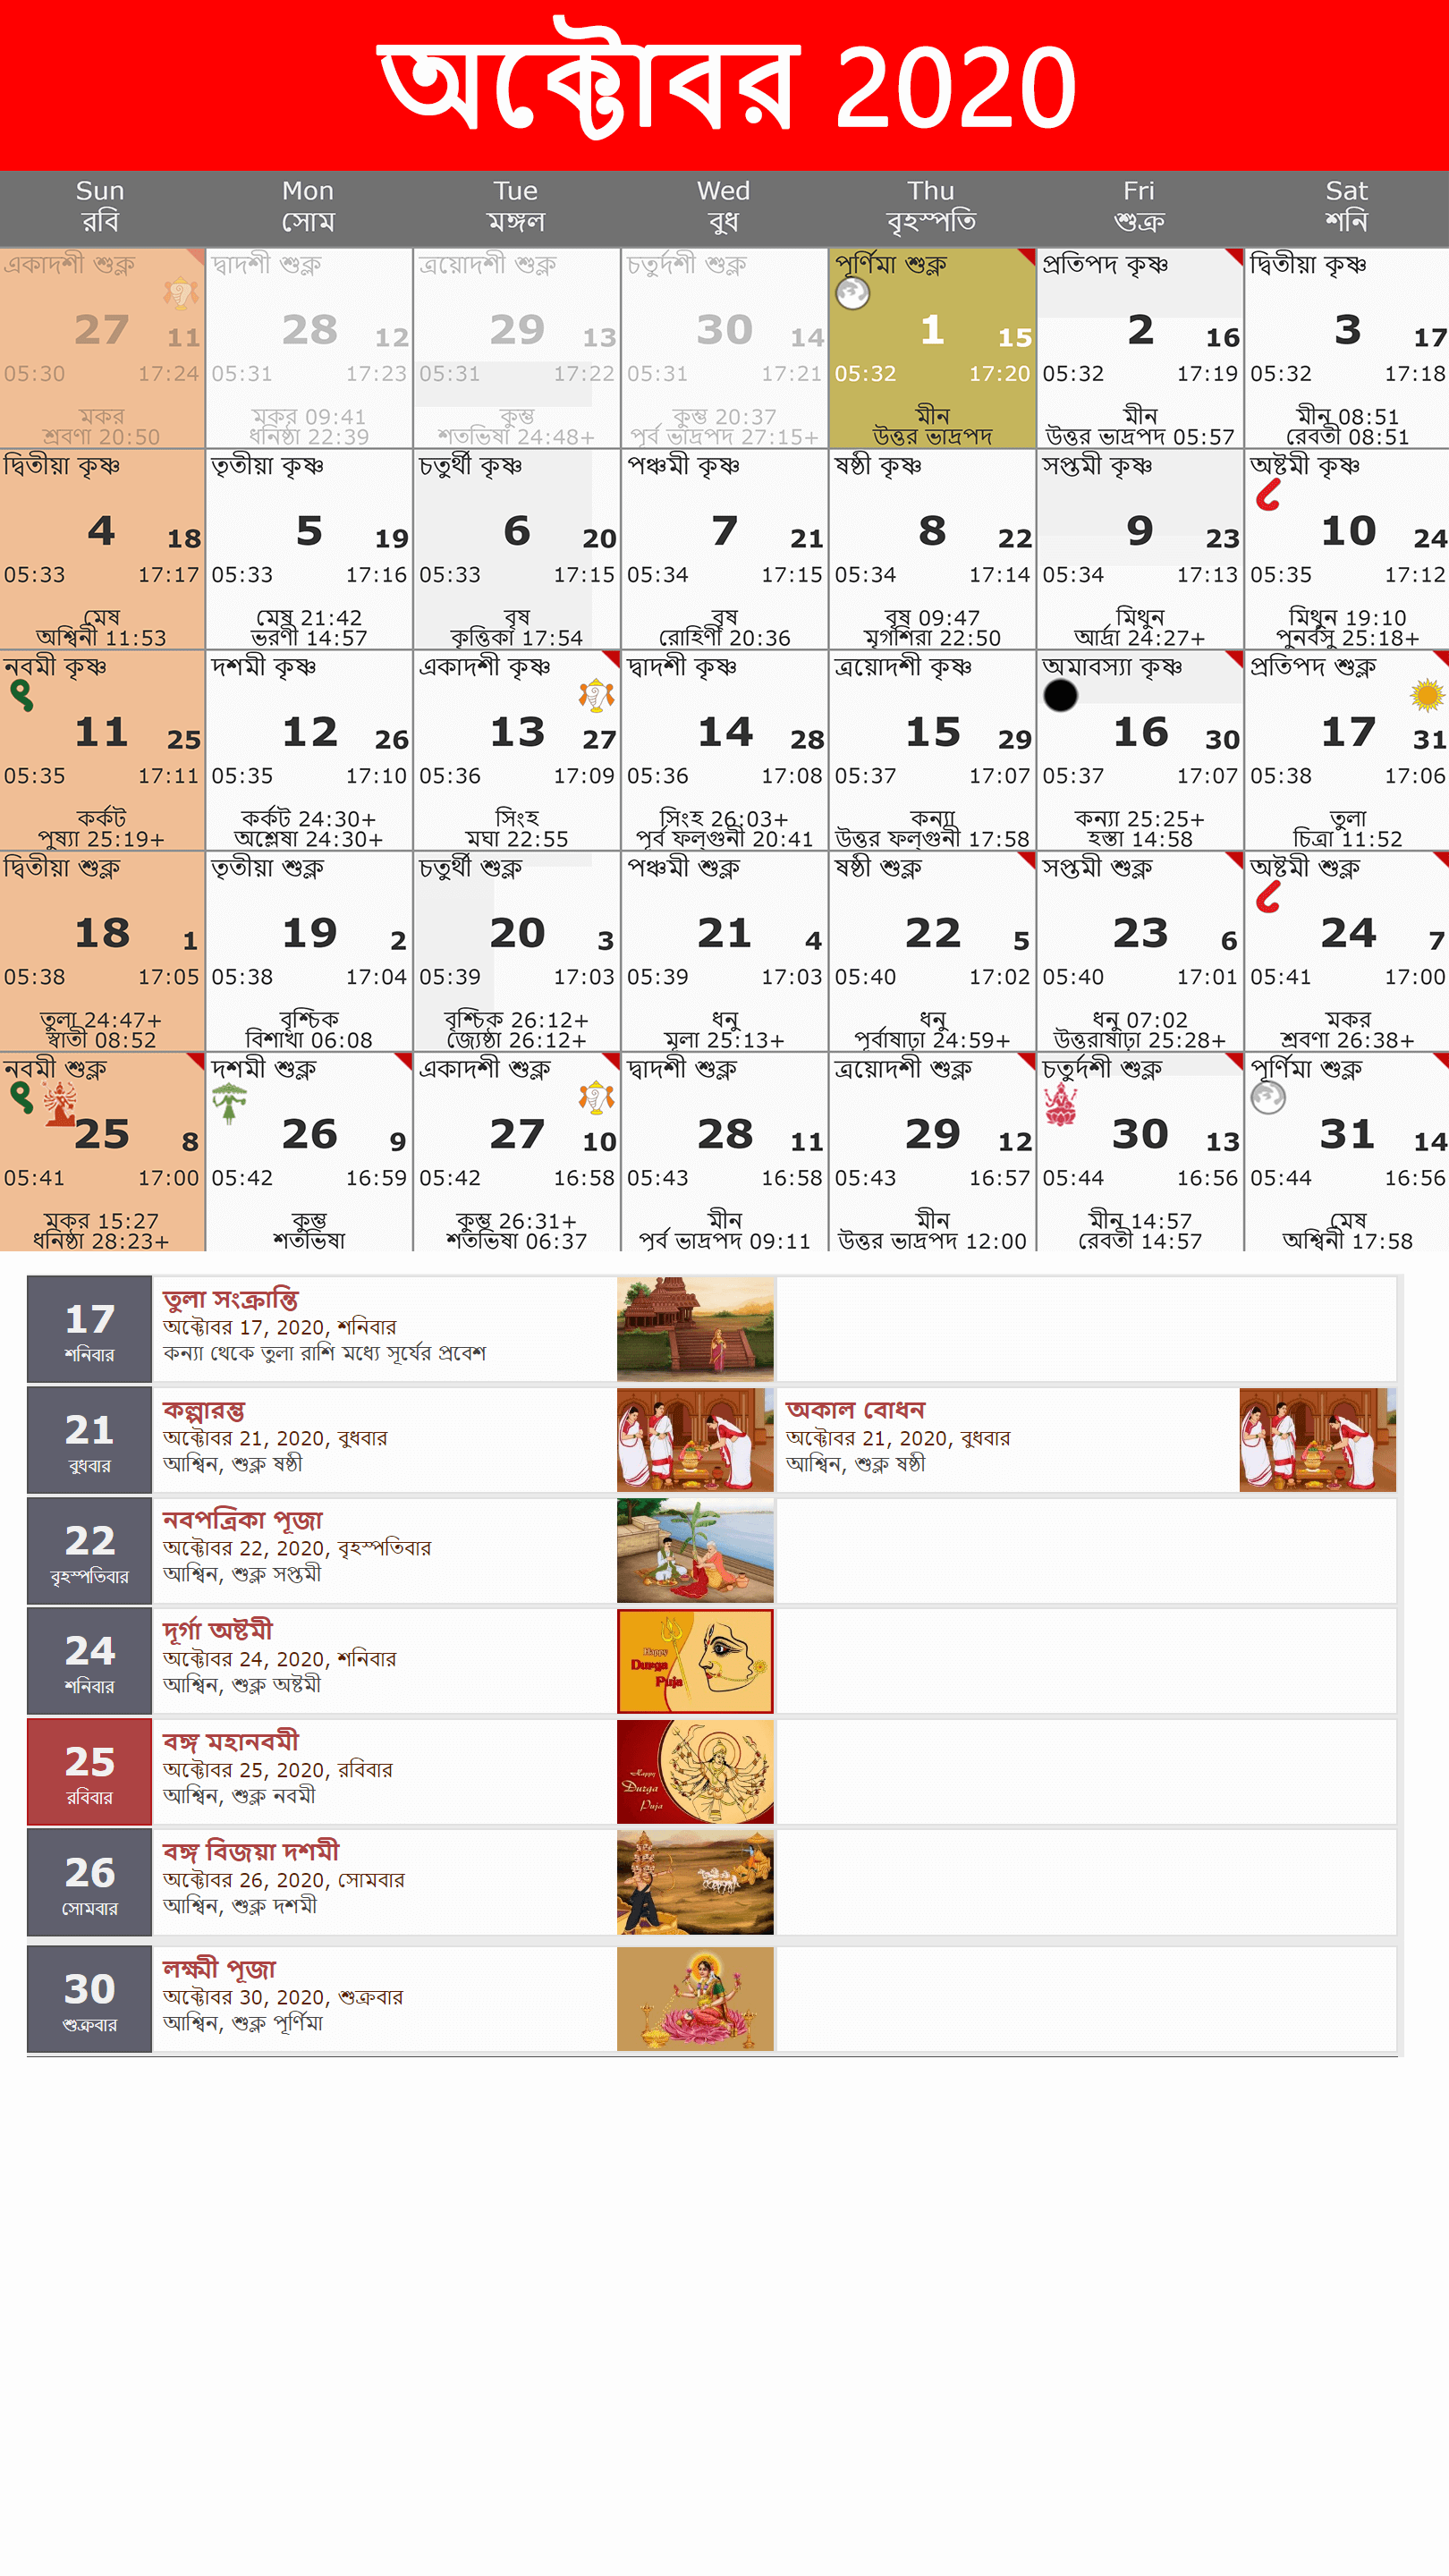 অক্টোবর 2020
Sun Mon Tue Wed Thu Fri Sat
রবি সোম মঙ্গল বুধ বৃহস্পতি শুক্র শনি
একাদশী শুক্ল দ্বাদশী শুক্ল ত্রয়োদশী শুক্ল চতুর্দশী শুক্ল পূর্ণিমা শুক্ল প্রতিপদ কৃষ্ণ দ্বিতীয়া কৃষ্ণ
27 11 28 12 29 13 30 14 1 15 2 16 3 17
05:30 17:24 05:31 17:23 05:31 17:22 05:31 17:21 05:32 17:20 05:32 17:19 05:32 17:18
মকর মকর 09:41 কুম্ভ কুম্ভ 20:37 মীন মীন মীন 08:51
শ্রবণা 20:50 ধনিষ্ঠা 22:39 শতভিষা 24:48+ পূর্ব ভাদ্রপদ 27:15+ উত্তর ভাদ্রপদ উত্তর ভাদ্রপদ 05:57 রেবতী 08:51
দ্বিতীয়া কৃষ্ণ তৃতীয়া কৃষ্ণ চতুর্থী কৃষ্ণ পঞ্চমী কৃষ্ণ ষষ্ঠী কৃষ্ণ সপ্তমী কৃষ্ণ অষ্টমী কৃষ্ণ
८
4 18 5 19 6 20 7 21 8 22 9 23 10 24
05:33 17:17 05:33 17:16 05:33 17:15 05:34 17:15 05:34 17:14 05:34 17:13 05:35 17:12
মেষ মেষ 21:42 বৃষ বৃষ বৃষ 09:47 মিথুন মিথুন 19:10
অশ্বিনী 11:53 ভরণী 14:57 কৃত্তিকা 17:54 রোহিণী 20:36 মৃগশিরা 22:50 আর্দ্রা 24:27+ পুনর্বসু 25:18+
নবমী কৃষ্ণ দশমী কৃষ্ণ একাদশী কৃষ্ণ দ্বাদশী কৃষ্ণ ত্রয়োদশী কৃষ্ণ অমাবস্যা কৃষ্ণ প্রতিপদ শুক্ল
९
11 25 12 26 13 27 14 28 15 29 16 30 17 31
05:35 17:11 05:35 17:10 05:36 17:09 05:36 17:08 05:37 17:07 05:37 17:07 05:38 17:06
কর্কট কর্কট 24:30+ সিংহ সিংহ 26:03+ কন্যা কন্যা 25:25+ তুলা
পুষ্যা 25:19+ অশ্লেষা 24:30+ মঘা 22:55 পূর্ব ফল্গুনী 20:41 উত্তর ফল্গুনী 17:58 হস্তা 14:58 চিত্রা 11:52
দ্বিতীয়া শুক্ল তৃতীয়া শুক্ল চতুর্থী শুক্ল পঞ্চমী শুক্ল ষষ্ঠী শুক্ল সপ্তমী শুক্ল অষ্টমী শুক্ল
८
18 1 19 2 20 3 21 4 22 5 23 6 24 7
05:38 17:05 05:38 17:04 05:39 17:03 05:39 17:03 05:40 17:02 05:40 17:01 05:41 17:00
তুলা 24:47+ বৃশ্চিক বৃশ্চিক 26:12+ ধনু ধনু ধনু 07:02 মকর
স্বাতী 08:52 বিশাখা 06:08 জ্যেষ্ঠা 26:12+ মূলা 25:13+ পূর্বাষাঢ়া 24:59+ উত্তরাষাঢ়া 25:28+ শ্রবণা 26:38+
নবমী শুক্ল দশমী শুক্ল একাদশী শুক্ল দ্বাদশী শুক্ল ত্রয়োদশী শুক্ল চতুর্দশী শুক্ল পূর্ণিমা শুক্ল
९
25 8 26 9 27 10 28 11 29 12 30 13 31 14
05:41 17:00 05:42 16:59 05:42 16:58 05:43 16:58 05:43 16:57 05:44 16:56 05:44 16:56
মকর 15:27 কুম্ভ কুম্ভ 26:31+ মীন মীন মীন 14:57 মেষ
ধনিষ্ঠা 28:23+ শতভিষা শতভিষা 06:37 পূর্ব ভাদ্রপদ 09:11 উত্তর ভাদ্রপদ 12:00 রেবতী 14:57 অশ্বিনী 17:58
17
শনিবার
তুলা সংক্রান্তি
অক্টোবর 17, 2020, শনিবার
কন্যা থেকে তুলা রাশি মধ্যে সূর্যের প্রবেশ
21
বুধবার
কল্পারম্ভ
অক্টোবর 21, 2020, বুধবার
আশ্বিন, শুক্ল ষষ্ঠী
অকাল বোধন
অক্টোবর 21, 2020, বুধবার
আশ্বিন, শুক্ল ষষ্ঠী
22
বৃহস্পতিবার
নবপত্রিকা পূজা
অক্টোবর 22, 2020, বৃহস্পতিবার
আশ্বিন, শুক্ল সপ্তমী
24
শনিবার
দূর্গা অষ্টমী
অক্টোবর 24, 2020, শনিবার
আশ্বিন, শুক্ল অষ্টমী
Happy
Durga
Puja
25
রবিবার
বঙ্গ মহানবমী
অক্টোবর 25, 2020, রবিবার
আশ্বিন, শুক্ল নবমী
Happy
Durga
Puja
26
সোমবার
বঙ্গ বিজয়া দশমী
অক্টোবর 26, 2020, সোমবার
আশ্বিন, শুক্ল দশমী
30
শুক্রবার
লক্ষ্মী পূজা
অক্টোবর 30, 2020, শুক্রবার
আশ্বিন, শুক্ল পূর্ণিমা